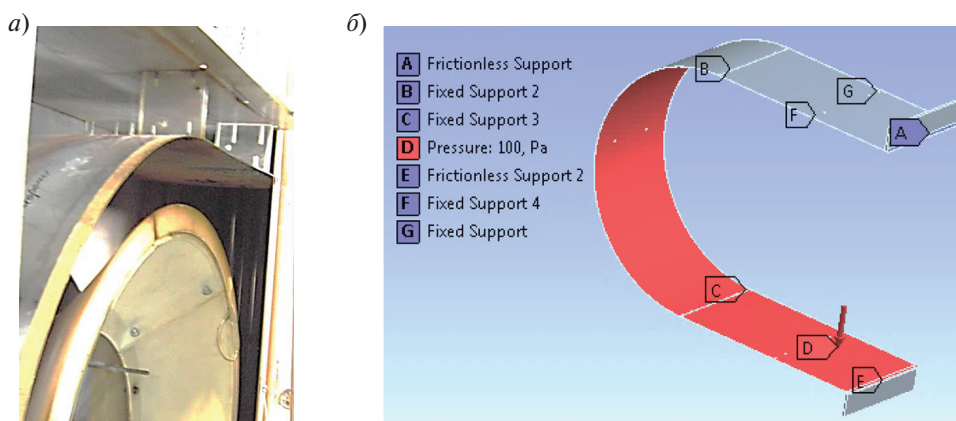 а)
б)
A Frictionless Support
B Fixed Support 2
C Fixed Support 3
D Pressure: 100, Pa
E Frictionless Support 2
F Fixed Support 4
G Fixed Support
B
G
F
A
C
D
E